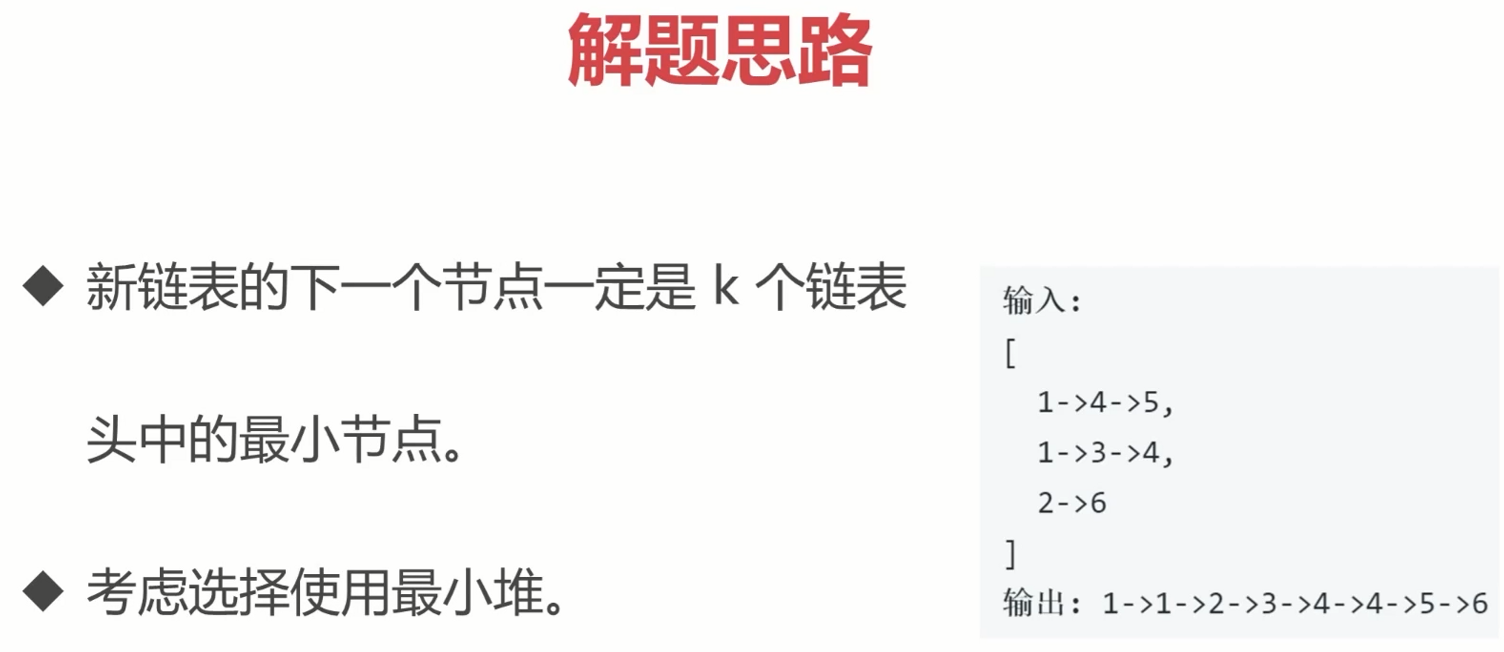 解题思路
◆ 新链表的下一个节点一定是 k 个链表
头中的最小节点。
◆ 考虑选择使用最小堆。
输入:
[
1->4->5,
1->3->4,
2->6
]
输出: 1->1->2->3->4->4->5->6